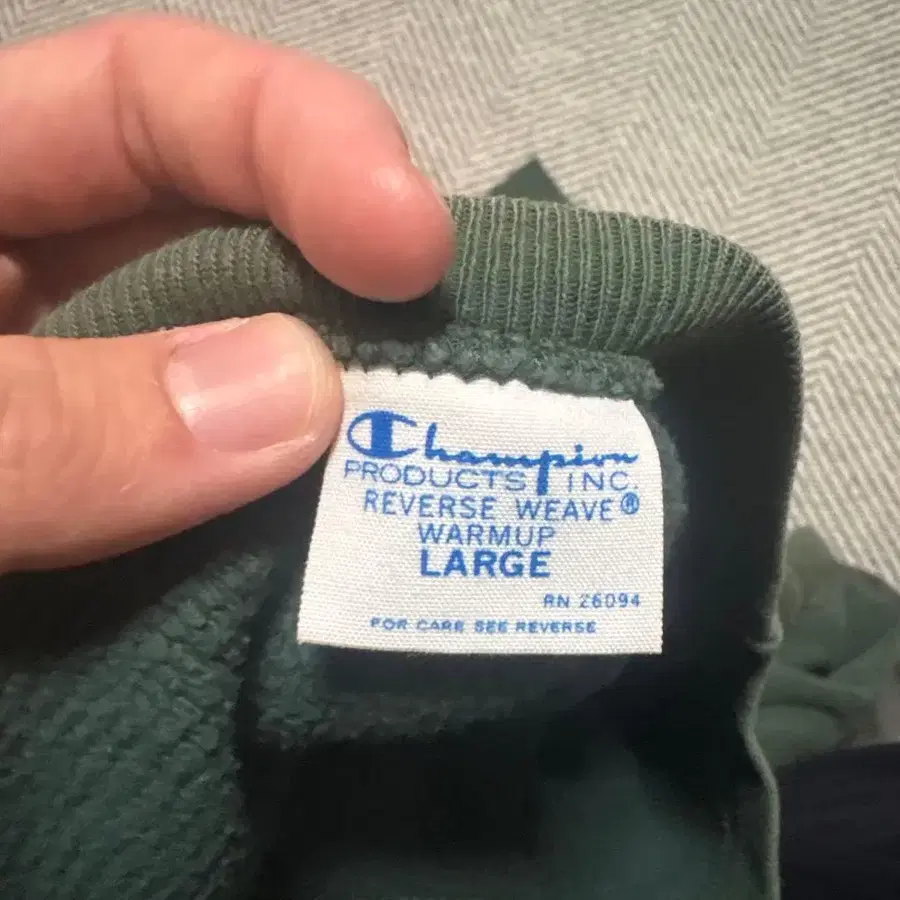 Champion
PRODUCTS INC.
REVERSE WEAVE®
WARMUP
LARGE
RN 26094
FOR CARE SEE REVERSE